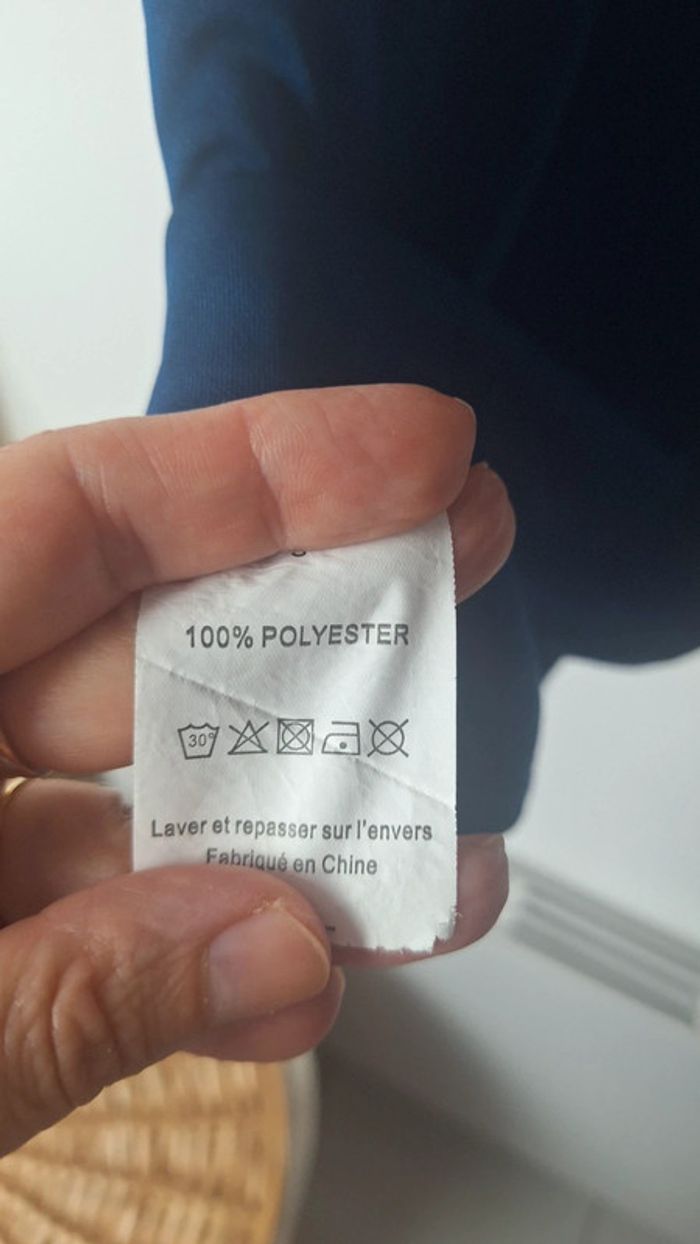 100% POLYESTER
30°
Laver et repasser sur l'envers
Fabriqué en Chine